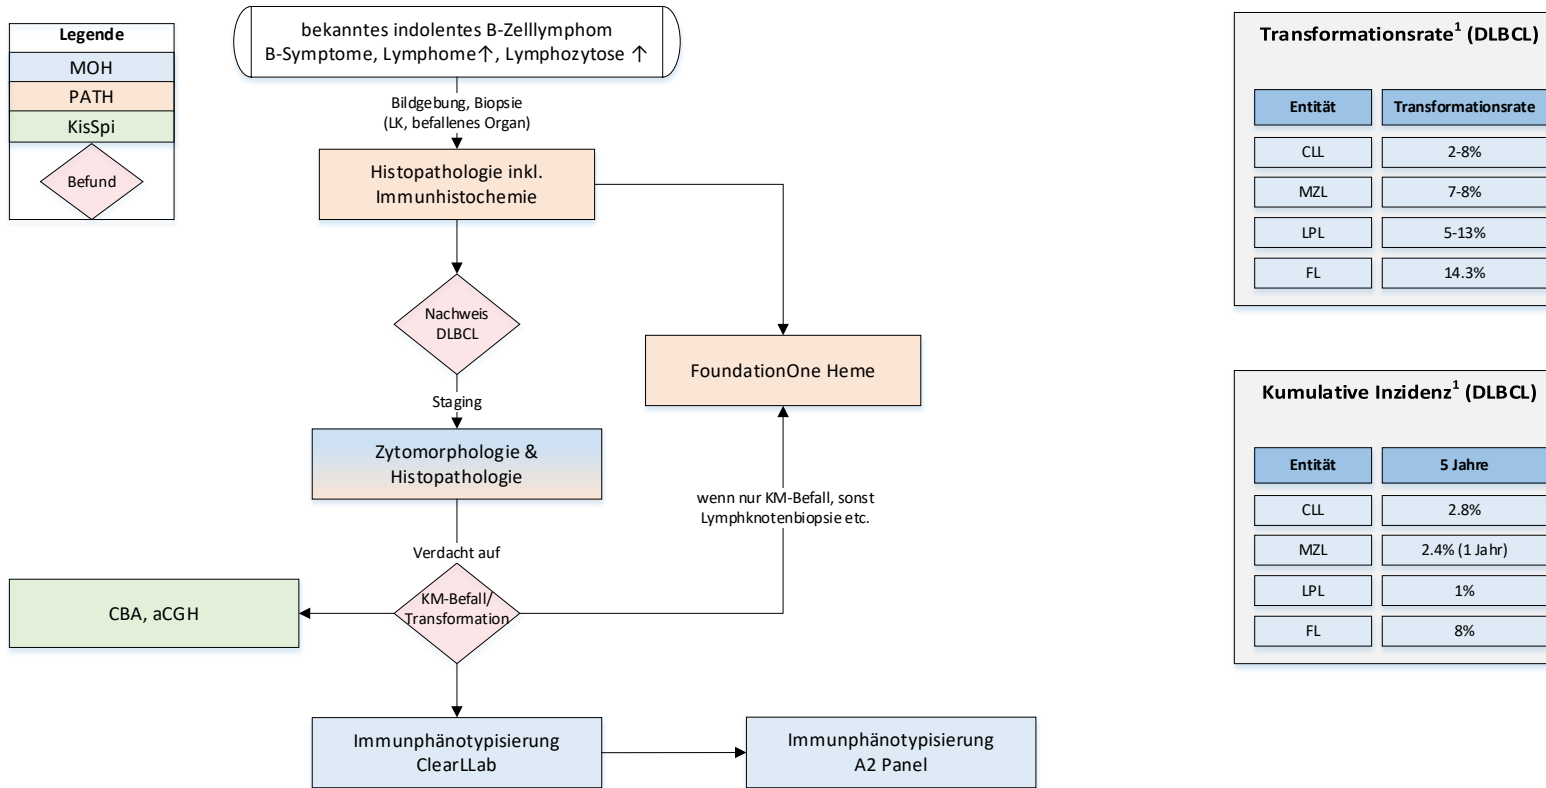 Legende
MOH
PATH
KisSpi
Befund
bekanntes indolentes B-Zelllymphom
B-Symptome, Lymphome↑, Lymphozytose ↑
Bildgebung, Biopsie
(LK, befallenes Organ)
Histopathologie inkl.
Immunhistochemie
Nachweis
DLBCL
FoundationOne Heme
Staging
Zytomorphologie &
Histopathologie
wenn nur KM-Befall, sonst
Lymphknotenbiopsie etc.
Verdacht auf
KM-Befall/
Transformation
CBA, aCGH
Immunphänotypisierung
ClearLLab
Immunphänotypisierung
A2 Panel
Transformationsrate¹ (DLBCL)
Entität Transformationsrate
CLL 2-8%
MZL 7-8%
LPL 5-13%
FL 14.3%
Kumulative Inzidenz¹ (DLBCL)
Entität 5 Jahre
CLL 2.8%
MZL 2.4% (1 Jahr)
LPL 1%
FL 8%